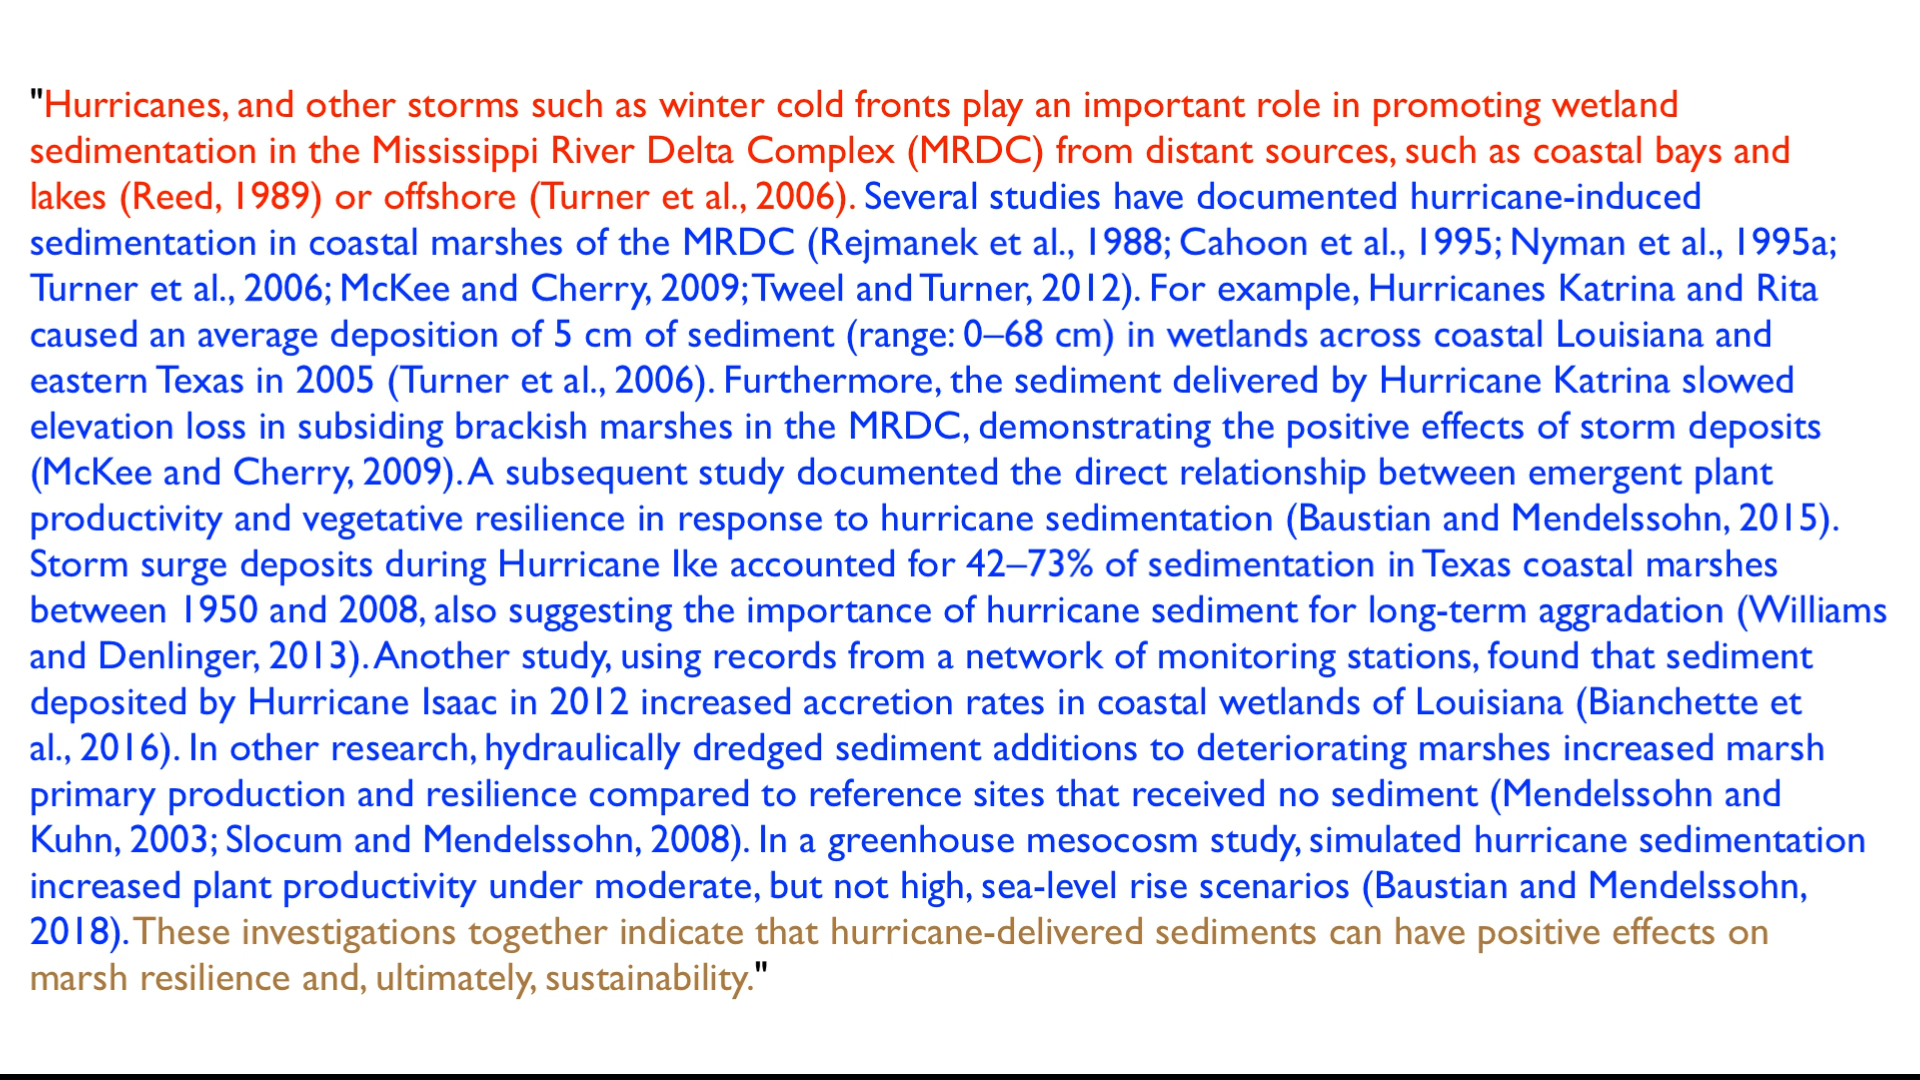 "Hurricanes, and other storms such as winter cold fronts play an important role in promoting wetland
sedimentation in the Mississippi River Delta Complex (MRDC) from distant sources, such as coastal bays and
lakes (Reed, 1989) or offshore (Turner et al., 2006). Several studies have documented hurricane-induced
sedimentation in coastal marshes of the MRDC (Rejmanek et al., 1988; Cahoon et al., 1995; Nyman et al., 1995a;
Turner et al., 2006; McKee and Cherry, 2009; Tweel and Turner, 2012). For example, Hurricanes Katrina and Rita
caused an average deposition of 5 cm of sediment (range: 0–68 cm) in wetlands across coastal Louisiana and
eastern Texas in 2005 (Turner et al., 2006). Furthermore, the sediment delivered by Hurricane Katrina slowed
elevation loss in subsiding brackish marshes in the MRDC, demonstrating the positive effects of storm deposits
(McKee and Cherry, 2009). A subsequent study documented the direct relationship between emergent plant
productivity and vegetative resilience in response to hurricane sedimentation (Baustian and Mendelssohn, 2015).
Storm surge deposits during Hurricane Ike accounted for 42–73% of sedimentation in Texas coastal marshes
between 1950 and 2008, also suggesting the importance of hurricane sediment for long-term aggradation (Williams
and Denlinger, 2013). Another study, using records from a network of monitoring stations, found that sediment
deposited by Hurricane Isaac in 2012 increased accretion rates in coastal wetlands of Louisiana (Bianchette et
al., 2016). In other research, hydraulically dredged sediment additions to deteriorating marshes increased marsh
primary production and resilience compared to reference sites that received no sediment (Mendelssohn and
Kuhn, 2003; Slocum and Mendelssohn, 2008). In a greenhouse mesocosm study, simulated hurricane sedimentation
increased plant productivity under moderate, but not high, sea-level rise scenarios (Baustian and Mendelssohn,
2018). These investigations together indicate that hurricane-delivered sediments can have positive effects on
marsh resilience and, ultimately, sustainability."